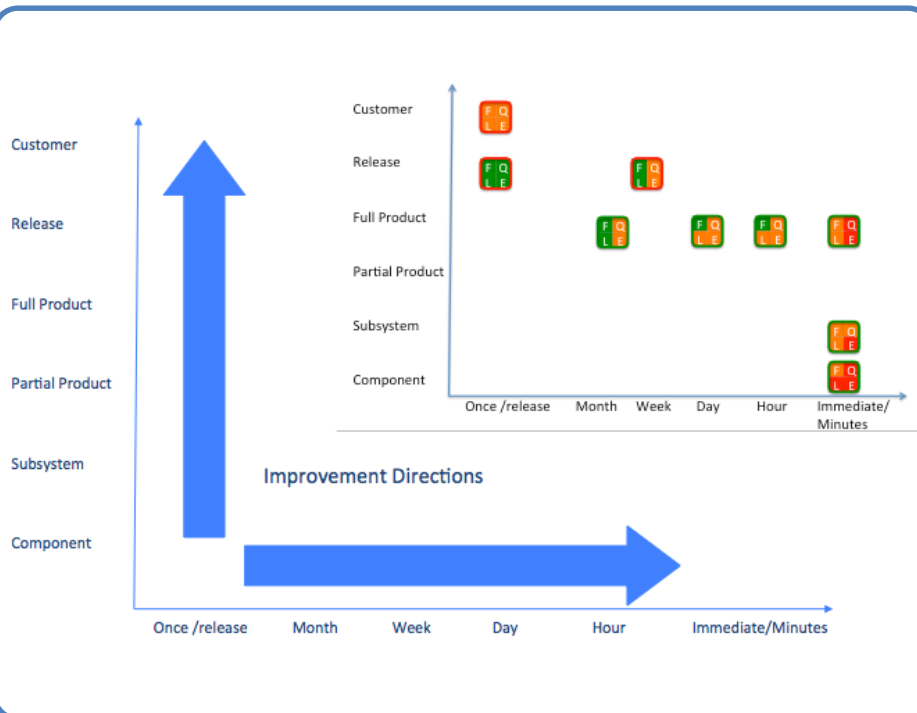 Customer
Release
Full Product
Partial Product
Subsystem
Component
Once /release Month Week Day Hour Immediate/Minutes
Improvement Directions
Customer
F Q
L E
Release
F Q
L E
F Q
L E
Full Product
F Q
L E
F Q
L E
F Q
L E
F Q
L E
Partial Product
Subsystem
F Q
L E
Component
F Q
L E
Once /release Month Week Day Hour Immediate/
Minutes